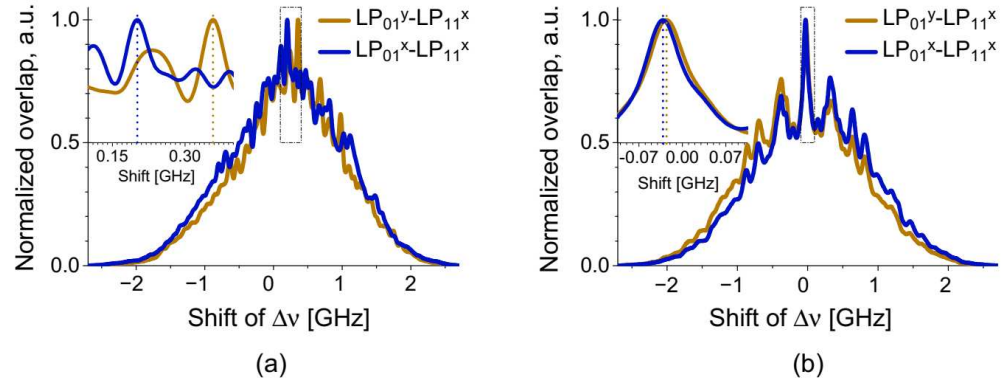 Normalized overlap, a.u.
1.0
0.5
0.0
LP₀₁ʸ-LP₁₁ˣ
LP₀₁ˣ-LP₁₁ˣ
0.15 0.30
Shift [GHz]
−2 −1 0 1 2
Shift of Δν [GHz]
(a)
Normalized overlap, a.u.
1.0
0.5
0.0
LP₀₁ʸ-LP₁₁ˣ
LP₀₁ˣ-LP₁₁ˣ
-0.07 0.00 0.07
Shift [GHz]
−2 −1 0 1 2
Shift of Δν [GHz]
(b)